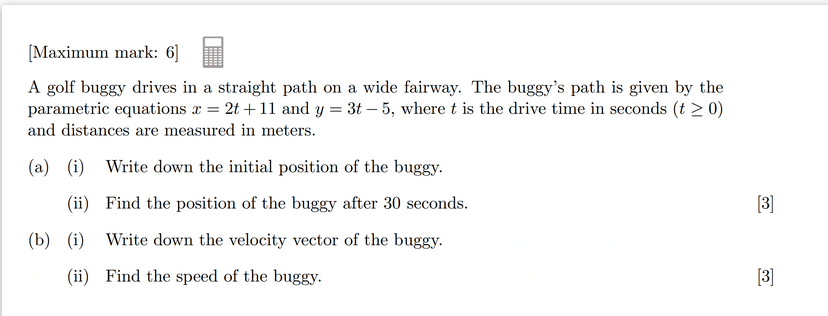 [Maximum mark: 6]
A golf buggy drives in a straight path on a wide fairway. The buggy's path is given by the
parametric equations x = 2t + 11 and y = 3t − 5, where t is the drive time in seconds (t ≥ 0)
and distances are measured in meters.
(a) (i) Write down the initial position of the buggy.
(ii) Find the position of the buggy after 30 seconds. [3]
(b) (i) Write down the velocity vector of the buggy.
(ii) Find the speed of the buggy. [3]